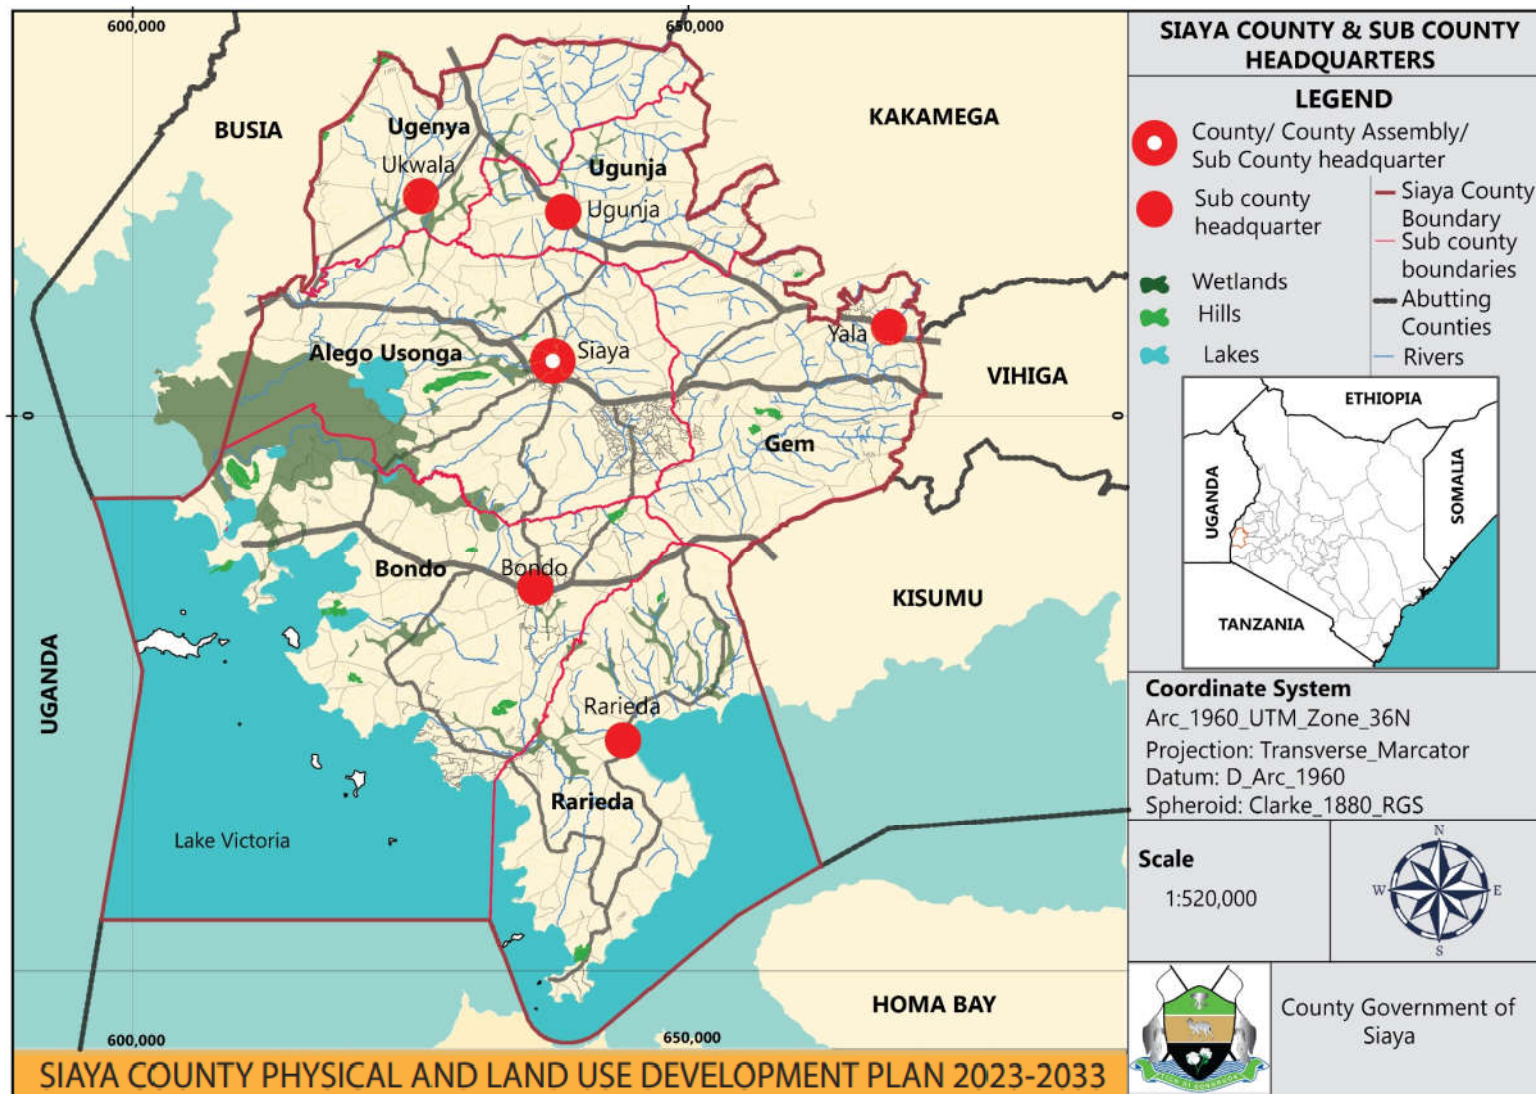 600,000
650,000
BUSIA
KAKAMEGA
Ugenya
Ukwala
Ugunja
Ugunja
Yala
Alego Usonga
Siaya
VIHIGA
0
0
Gem
Bondo
Bondo
KISUMU
UGANDA
Rarieda
Rarieda
Lake Victoria
HOMA BAY
600,000
650,000
SIAYA COUNTY PHYSICAL AND LAND USE DEVELOPMENT PLAN 2023-2033
SIAYA COUNTY & SUB COUNTY
HEADQUARTERS
LEGEND
County/ County Assembly/
Sub County headquarter
Sub county
headquarter
Wetlands
Hills
Lakes
Siaya County
Boundary
Sub county
boundaries
Abutting
Counties
Rivers
ETHIOPIA
UGANDA
SOMALIA
TANZANIA
Coordinate System
Arc_1960_UTM_Zone_36N
Projection: Transverse_Marcator
Datum: D_Arc_1960
Spheroid: Clarke_1880_RGS
Scale
1:520,000
N
W
E
S
County Government of
Siaya